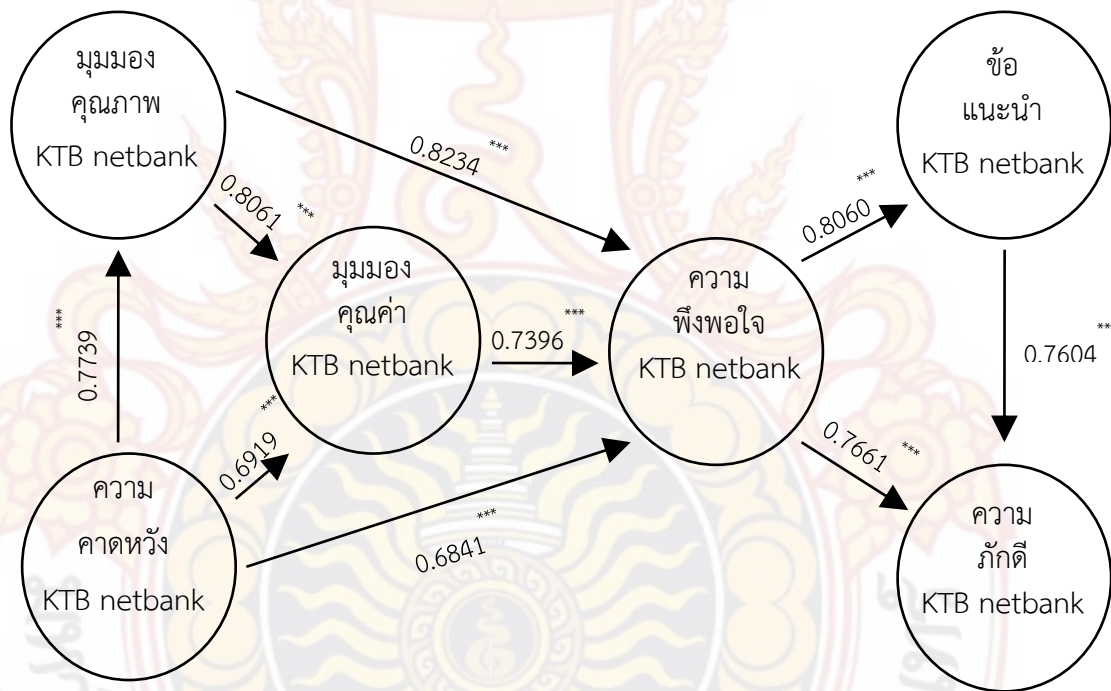 มุมมอง
คุณภาพ
KTB netbank
ข้อ
แนะนำ
KTB netbank
0.8234 ***
0.8061 ***
0.8060 ***
มุมมอง
คุณค่า
KTB netbank
ความ
พึงพอใจ
KTB netbank
0.7739 ***
0.7396 ***
0.7604 **
0.6919 ***
0.7661 ***
ความ
คาดหวัง
KTB netbank
0.6841 ***
ความ
ภักดี
KTB netbank